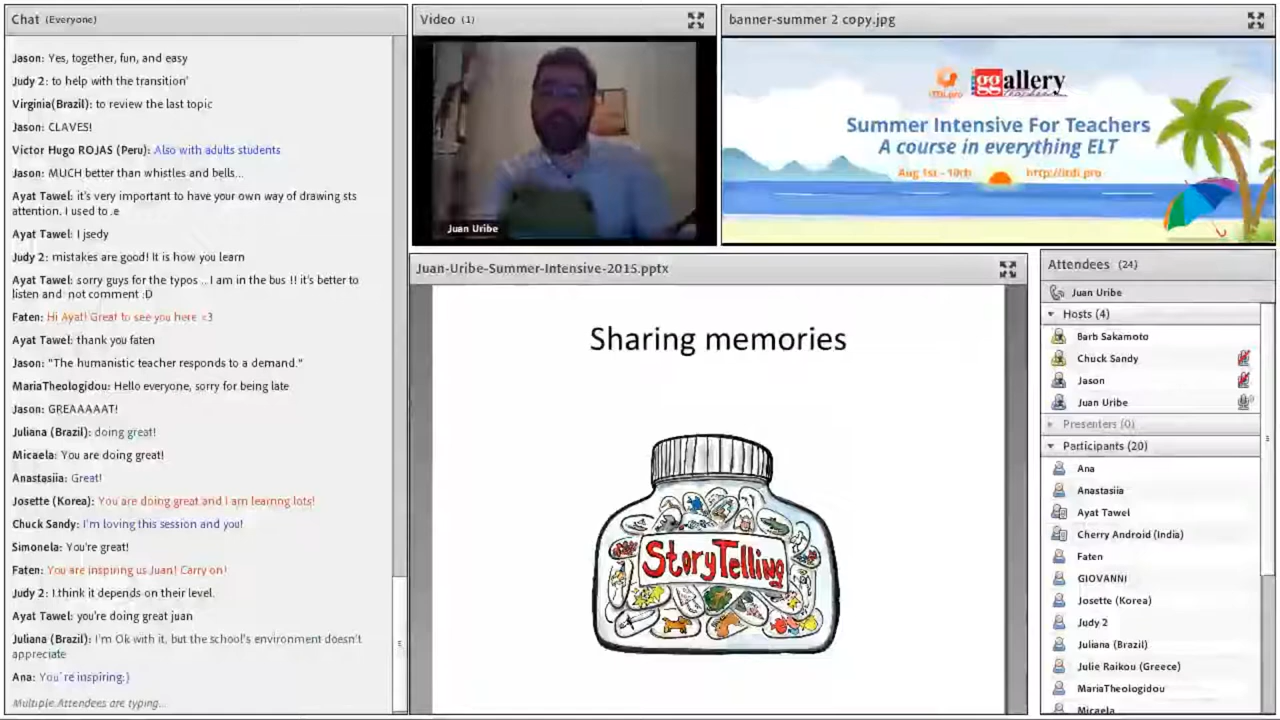 Chat (Everyone)
Jason: Yes, together, fun, and easy
Judy 2: to help with the transition'
Virginia(Brazil): to review the last topic
Jason: CLAVES!
Victor Hugo ROJAS (Peru): Also with adults students
Jason: MUCH better than whistles and bells...
Ayat Tawel: it's very important to have your own way of drawing sts
attention. I used to .e
Ayat Tawel: I jsedy
Judy 2: mistakes are good! It is how you learn
Ayat Tawel: sorry guys for the typos .. I am in the bus !! it's better to
listen and not comment :D
Faten: Hi Ayat! Great to see you here <3
Ayat Tawel: thank you faten
Jason: "The humanistic teacher responds to a demand."
MariaTheologidou: Hello everyone, sorry for being late
Jason: GREAAAAAT!
Juliana (Brazil): doing great!
Micaela: You are doing great!
Anastasiia: Great!
Josette (Korea): You are doing great and I am learnng lots!
Chuck Sandy: I'm loving this session and you!
Simonela: You're great!
Faten: You are inspiring us Juan! Carry on!
Judy 2: I think it depends on their level.
Ayat Tawel: you're doing great juan
Juliana (Brazil): I'm Ok with it, but the school's environment doesn't
appreciate
Ana: You´re inspiring:)
Multiple Attendees are typing...
Video (1)
Juan Uribe
banner-summer 2 copy.jpg
iTDi.pro
ggallery
Summer Intensive For Teachers
A course in everything ELT
Aug 1st - 10th http://itdi.pro
Juan-Uribe-Summer-Intensive-2015.pptx
Sharing memories
StoryTelling
Attendees (24)
Juan Uribe
Hosts (4)
Barb Sakamoto
Chuck Sandy
Jason
Juan Uribe
Presenters (0)
Participants (20)
Ana
Anastasiia
Ayat Tawel
Cherry Android (India)
Faten
GIOVANNI
Josette (Korea)
Judy 2
Juliana (Brazil)
Julie Raikou (Greece)
MariaTheologidou
Micaela